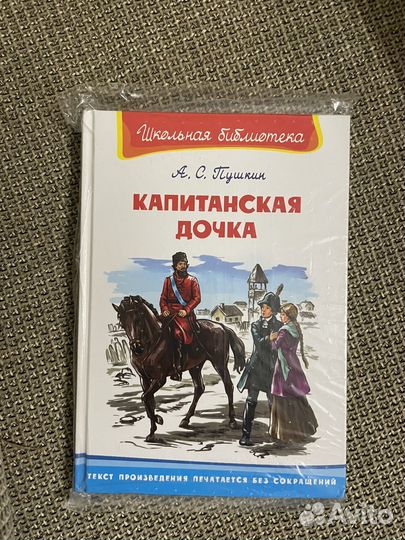 Школьная библиотека
А. С. Пушкин
КАПИТАНСКАЯ
ДОЧКА
ТЕКСТ ПРОИЗВЕДЕНИЯ ПЕЧАТАЕТСЯ БЕЗ СОКРАЩЕНИЙ
Avito